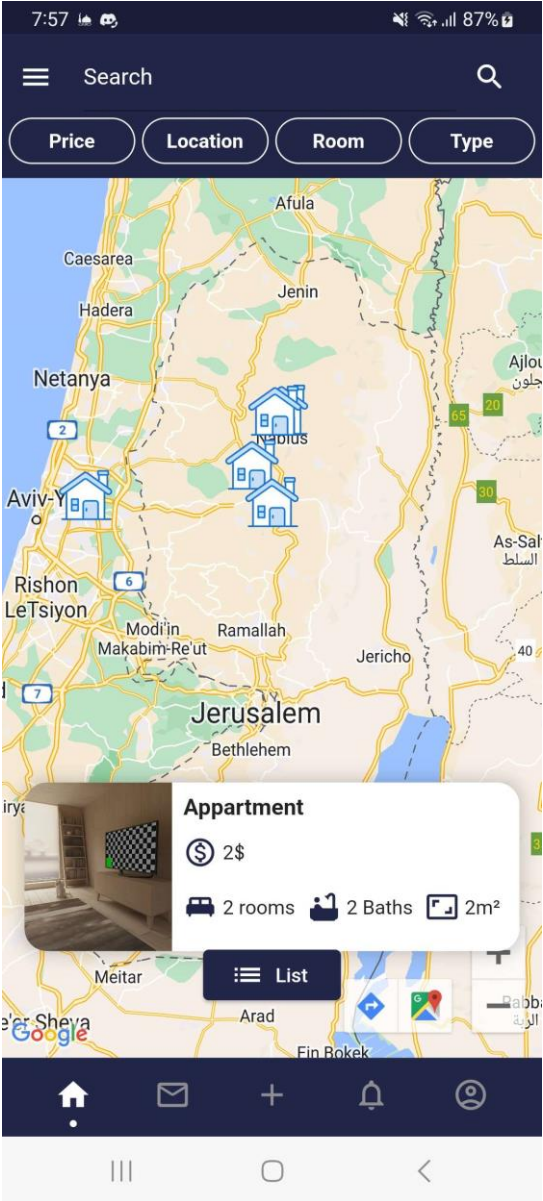 7:57 87%
Search
Price Location Room Type
Afula
Caesarea
Jenin
Hadera
Netanya
عجلون
20
65
2
Nablus
30
Aviv-Y
As-Salt
السلط
Rishon
LeTsiyon
6
Modi'in
Makabim-Re'ut
Ramallah
Jericho
40
7
Jerusalem
Bethlehem
Appartment
2$
3
2 rooms 2 Baths 2m²
List
Meitar
Arad
Google
Ein Bokek